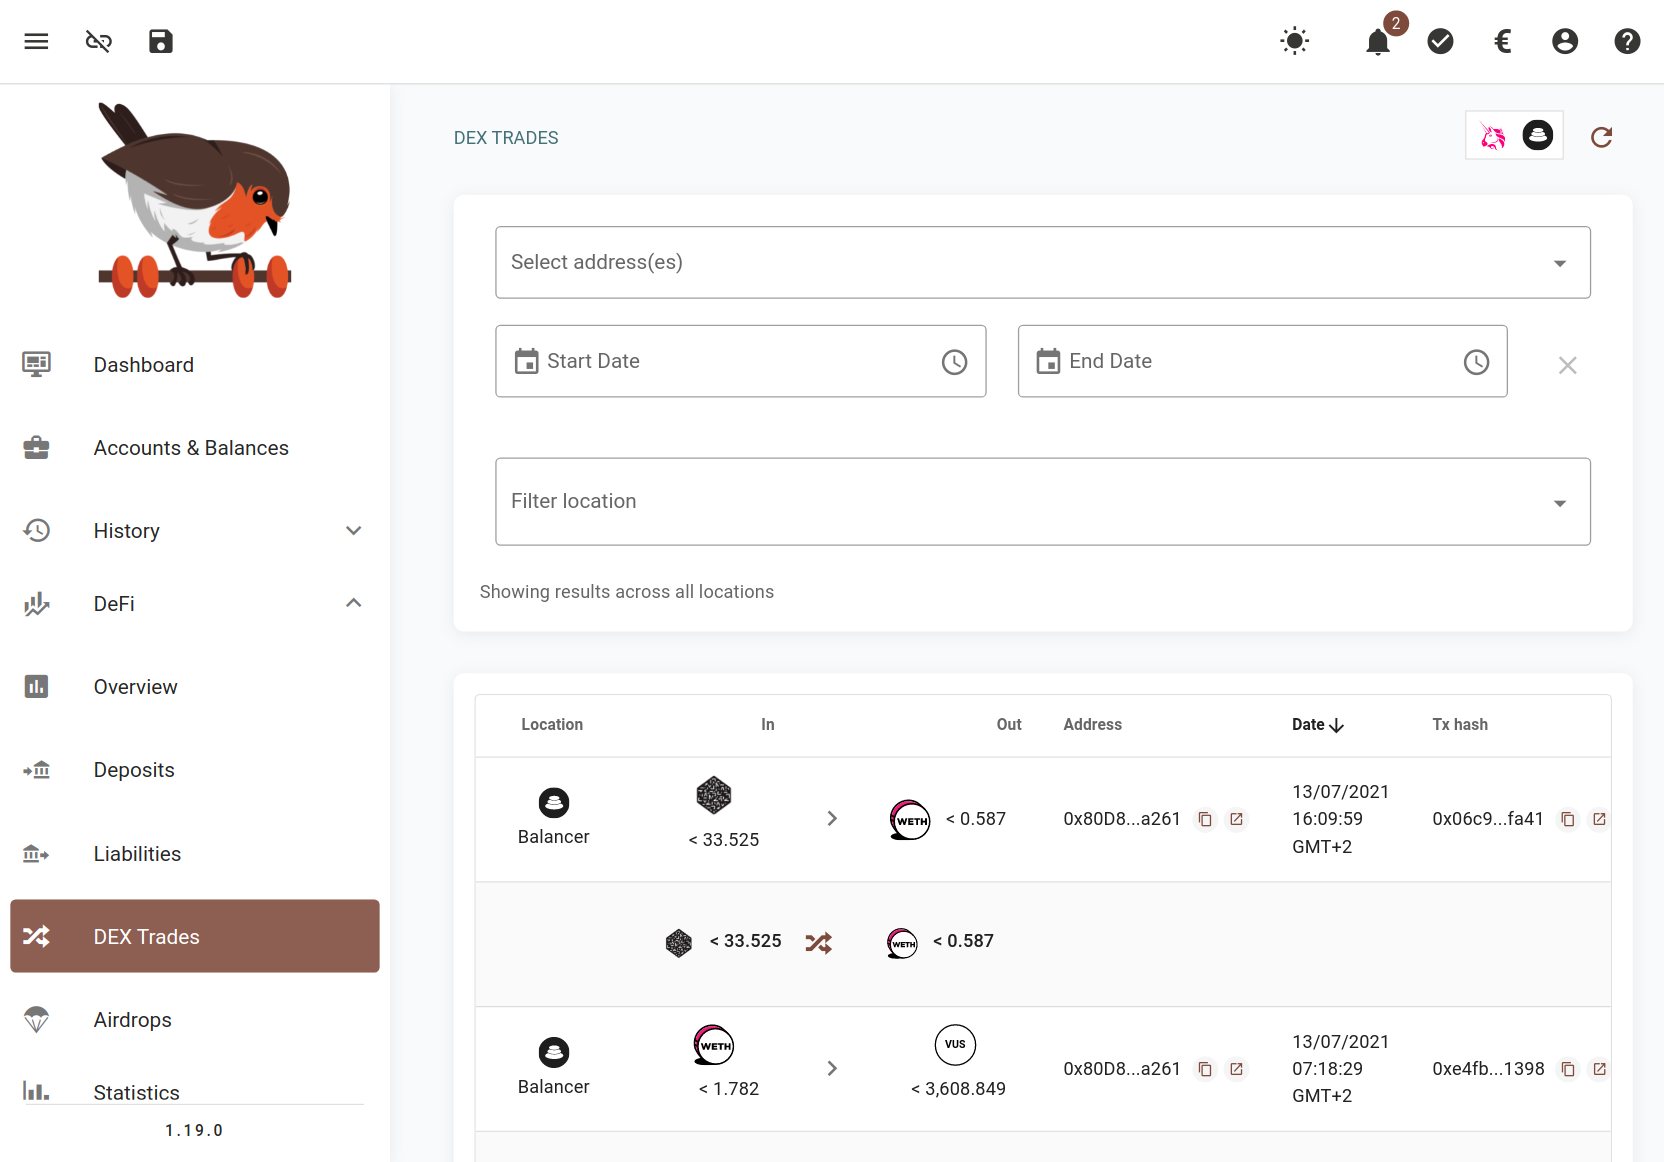 2
DEX TRADES
Select address(es)
Start Date
End Date
Filter location
Showing results across all locations
Dashboard
Accounts & Balances
History
DeFi
Overview
Deposits
Liabilities
DEX Trades
Airdrops
Statistics
1.19.0
Location In Out Address Date Tx hash
Balancer
< 33.525
WETH
< 0.587
0x80D8...a261
13/07/2021
16:09:59
GMT+2
0x06c9...fa41
< 33.525
WETH
< 0.587
Balancer
WETH
< 1.782
VUS
< 3,608.849
0x80D8...a261
13/07/2021
07:18:29
GMT+2
0xe4fb...1398